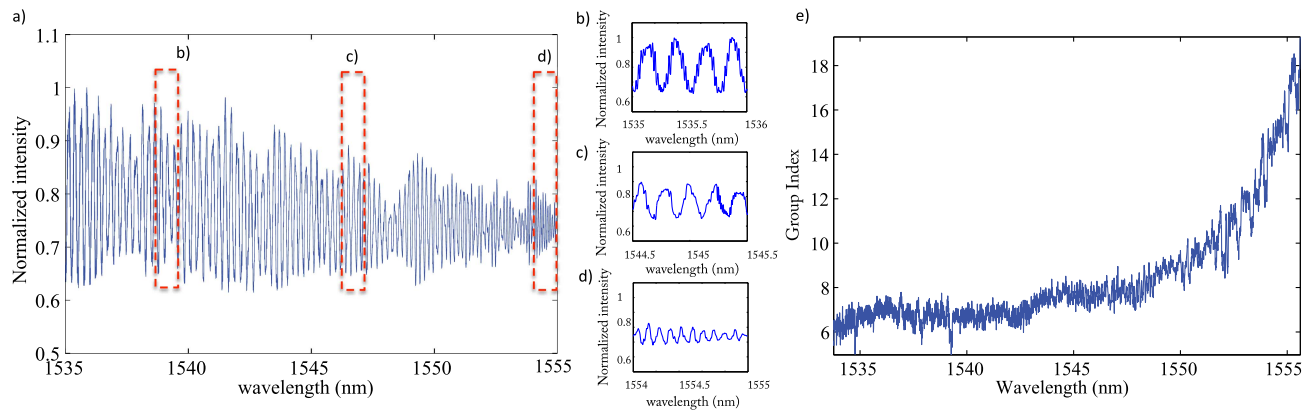 a)
Normalized intensity
1.1
1
0.9
0.8
0.7
0.6
0.5
b)
c)
d)
1535
1540
1545
1550
1555
wavelength (nm)
b)
Normalized intensity
1
0.8
0.6
1535
1535.5
1536
wavelength (nm)
c)
Normalized intensity
1
0.8
0.6
1544.5
1545
1545.5
wavelength (nm)
d)
Normalized intensity
1
0.8
0.6
1554
1554.5
1555
wavelength (nm)
e)
Group Index
18
16
14
12
10
8
6
1535
1540
1545
1550
1555
Wavelength (nm)